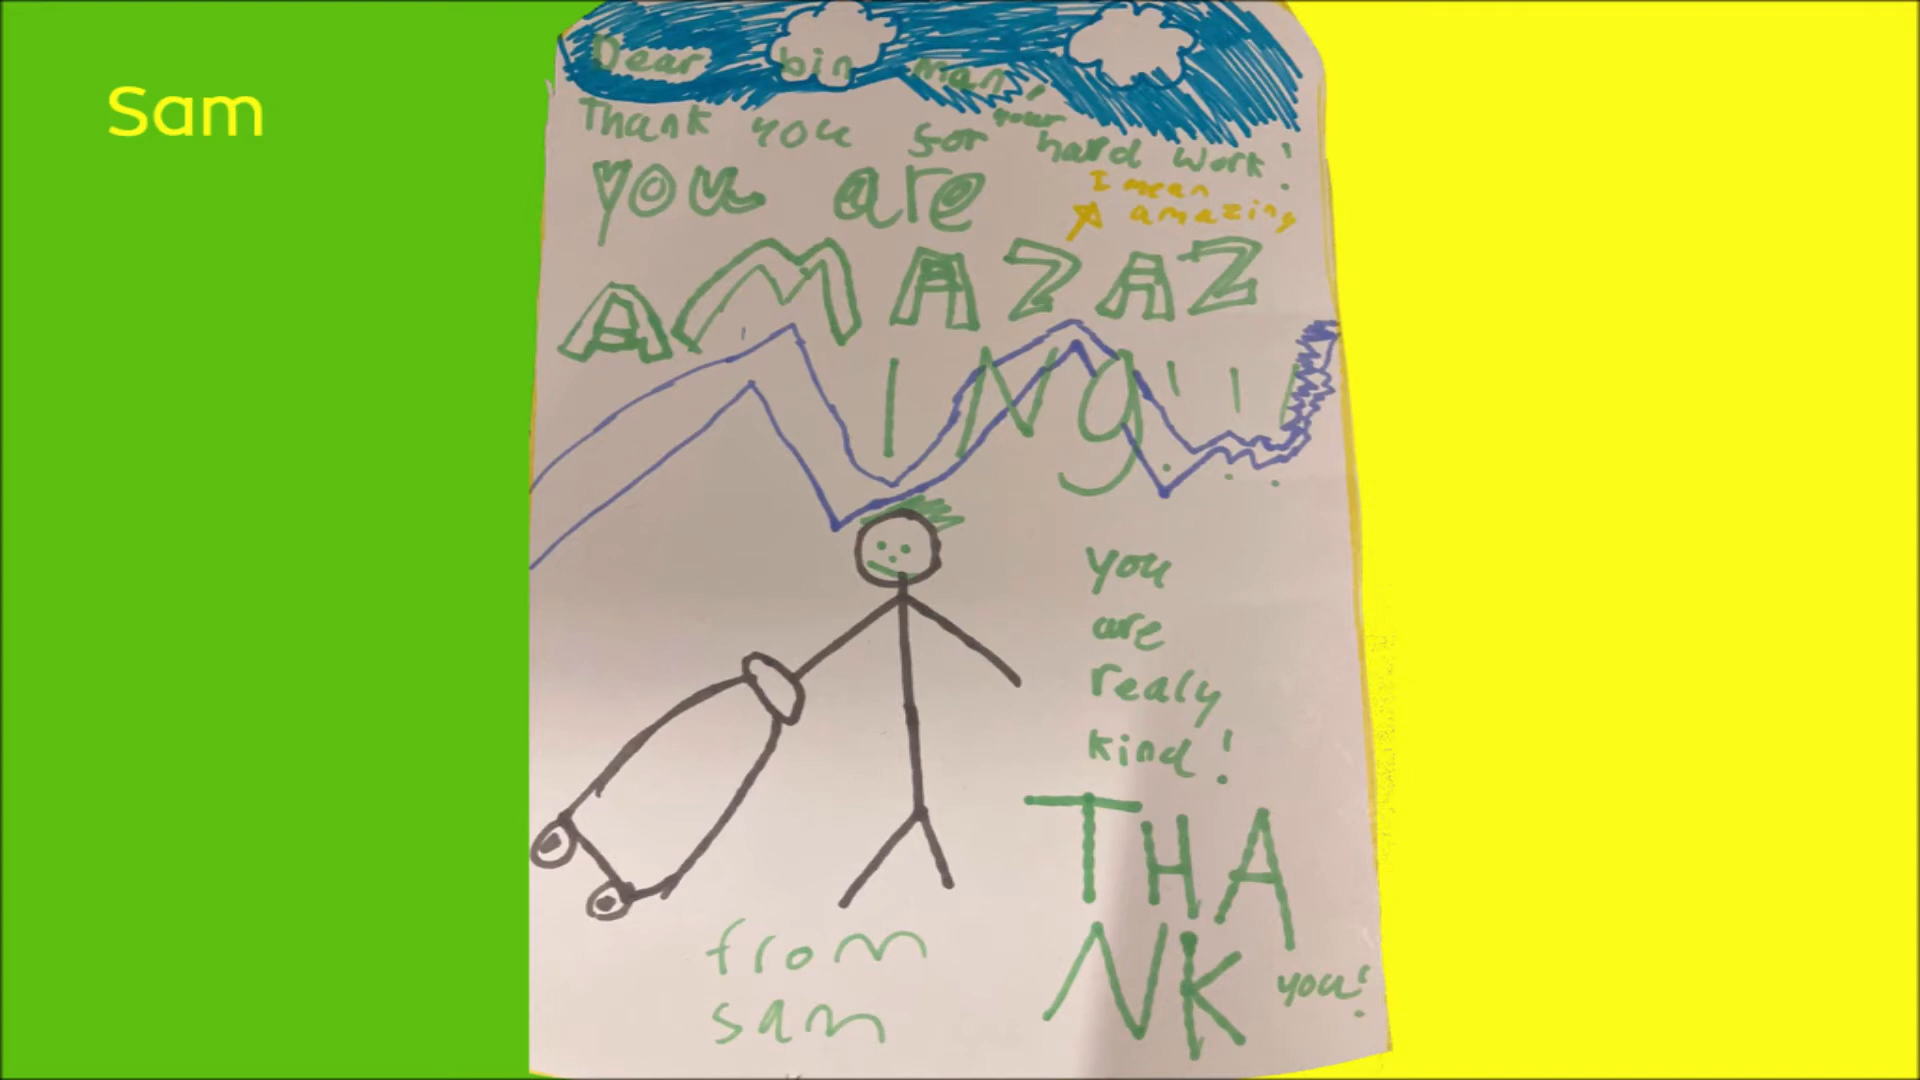 Sam
Dear bin man,
Thank you for your hard work!
you are
I mean
amazing
AMAZAZ
ING!!!
you
are
realy
kind!
THA
NK you!
from
sam